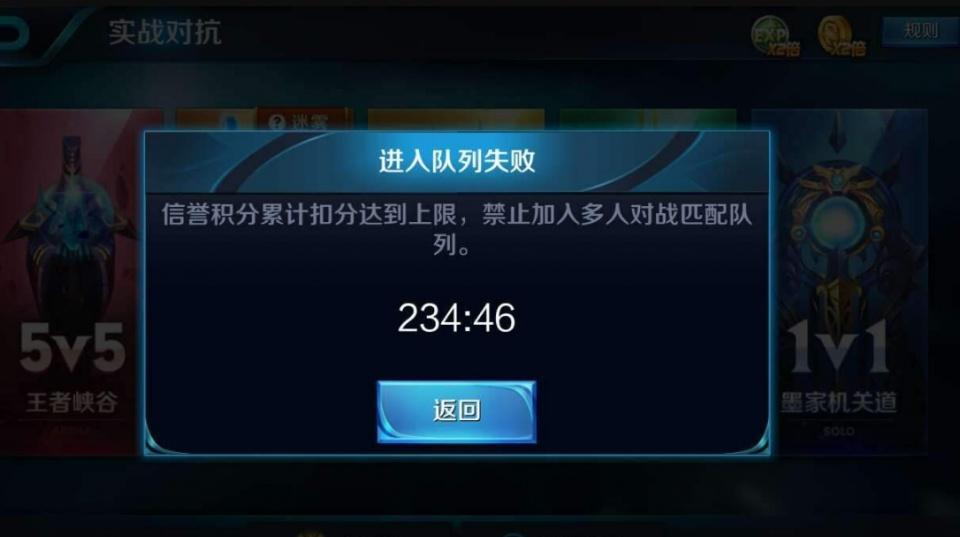 实战对抗
EXP
X2倍
X2倍
规则
迷雾
进入队列失败
信誉积分累计扣分达到上限，禁止加入多人对战匹配队
列。
234:46
返回
5v5
王者峡谷
1v1
墨家机关道
SOLO